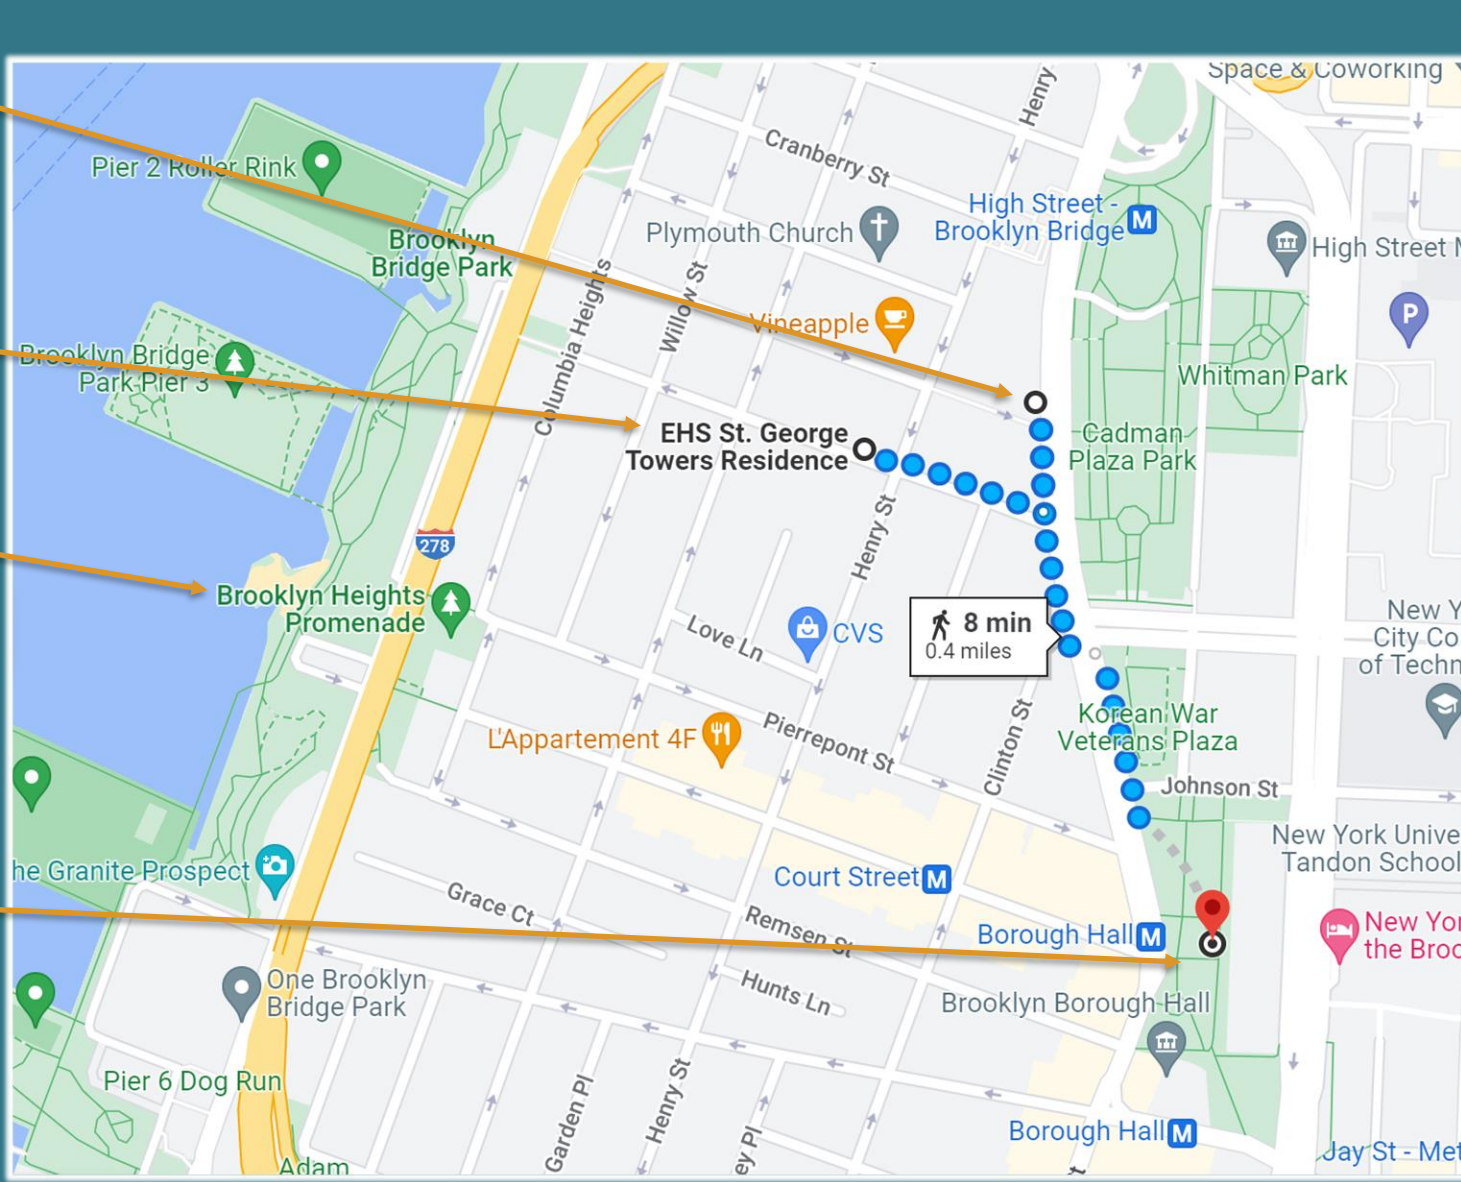 Space & Coworking
Henry
Cranberry St
Pier 2 Roller Rink
High Street -
Brooklyn Bridge
M
Plymouth Church
High Street
Brooklyn
Bridge Park
Columbia Heights
Willow St
Vineapple
P
Brooklyn Bridge
Park Pier 3
Whitman Park
EHS St. George
Towers Residence
Cadman
Plaza Park
Henry St
278
Brooklyn Heights
Promenade
Love Ln
CVS
8 min
0.4 miles
New Y
City Co
of Techn
L'Appartement 4F
Pierrepont St
Clinton St
Korean War
Veterans Plaza
Johnson St
New York Unive
Tandon School
he Granite Prospect
Court Street M
Grace Ct
Remsen St
Borough Hall M
New Yor
the Broo
One Brooklyn
Bridge Park
Hunts Ln
Brooklyn Borough Hall
Pier 6 Dog Run
Garden Pl
Henry St
ey Pl
Borough Hall M
Jay St - Met
Adam